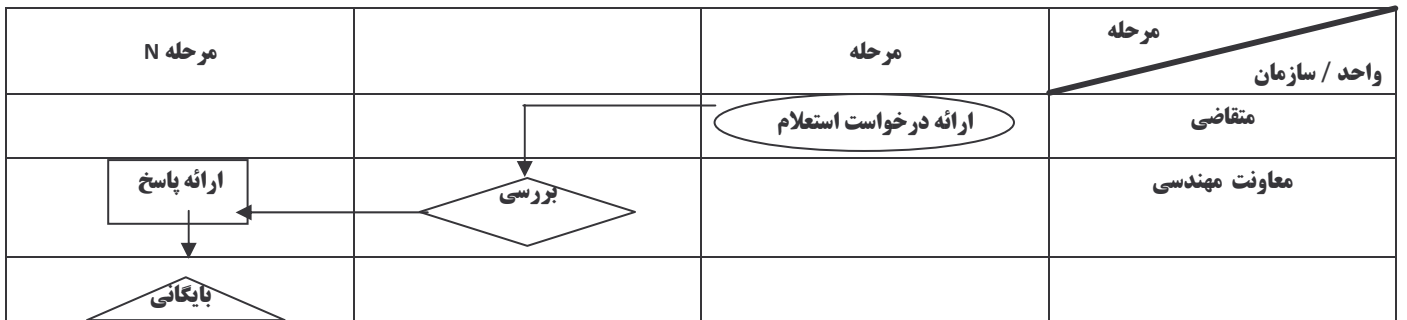 مرحله
واحد / سازمان
مرحله
مرحله N
متقاضی
ارائه درخواست استعلام
معاونت مهندسی
بررسی
ارائه پاسخ
بایگانی